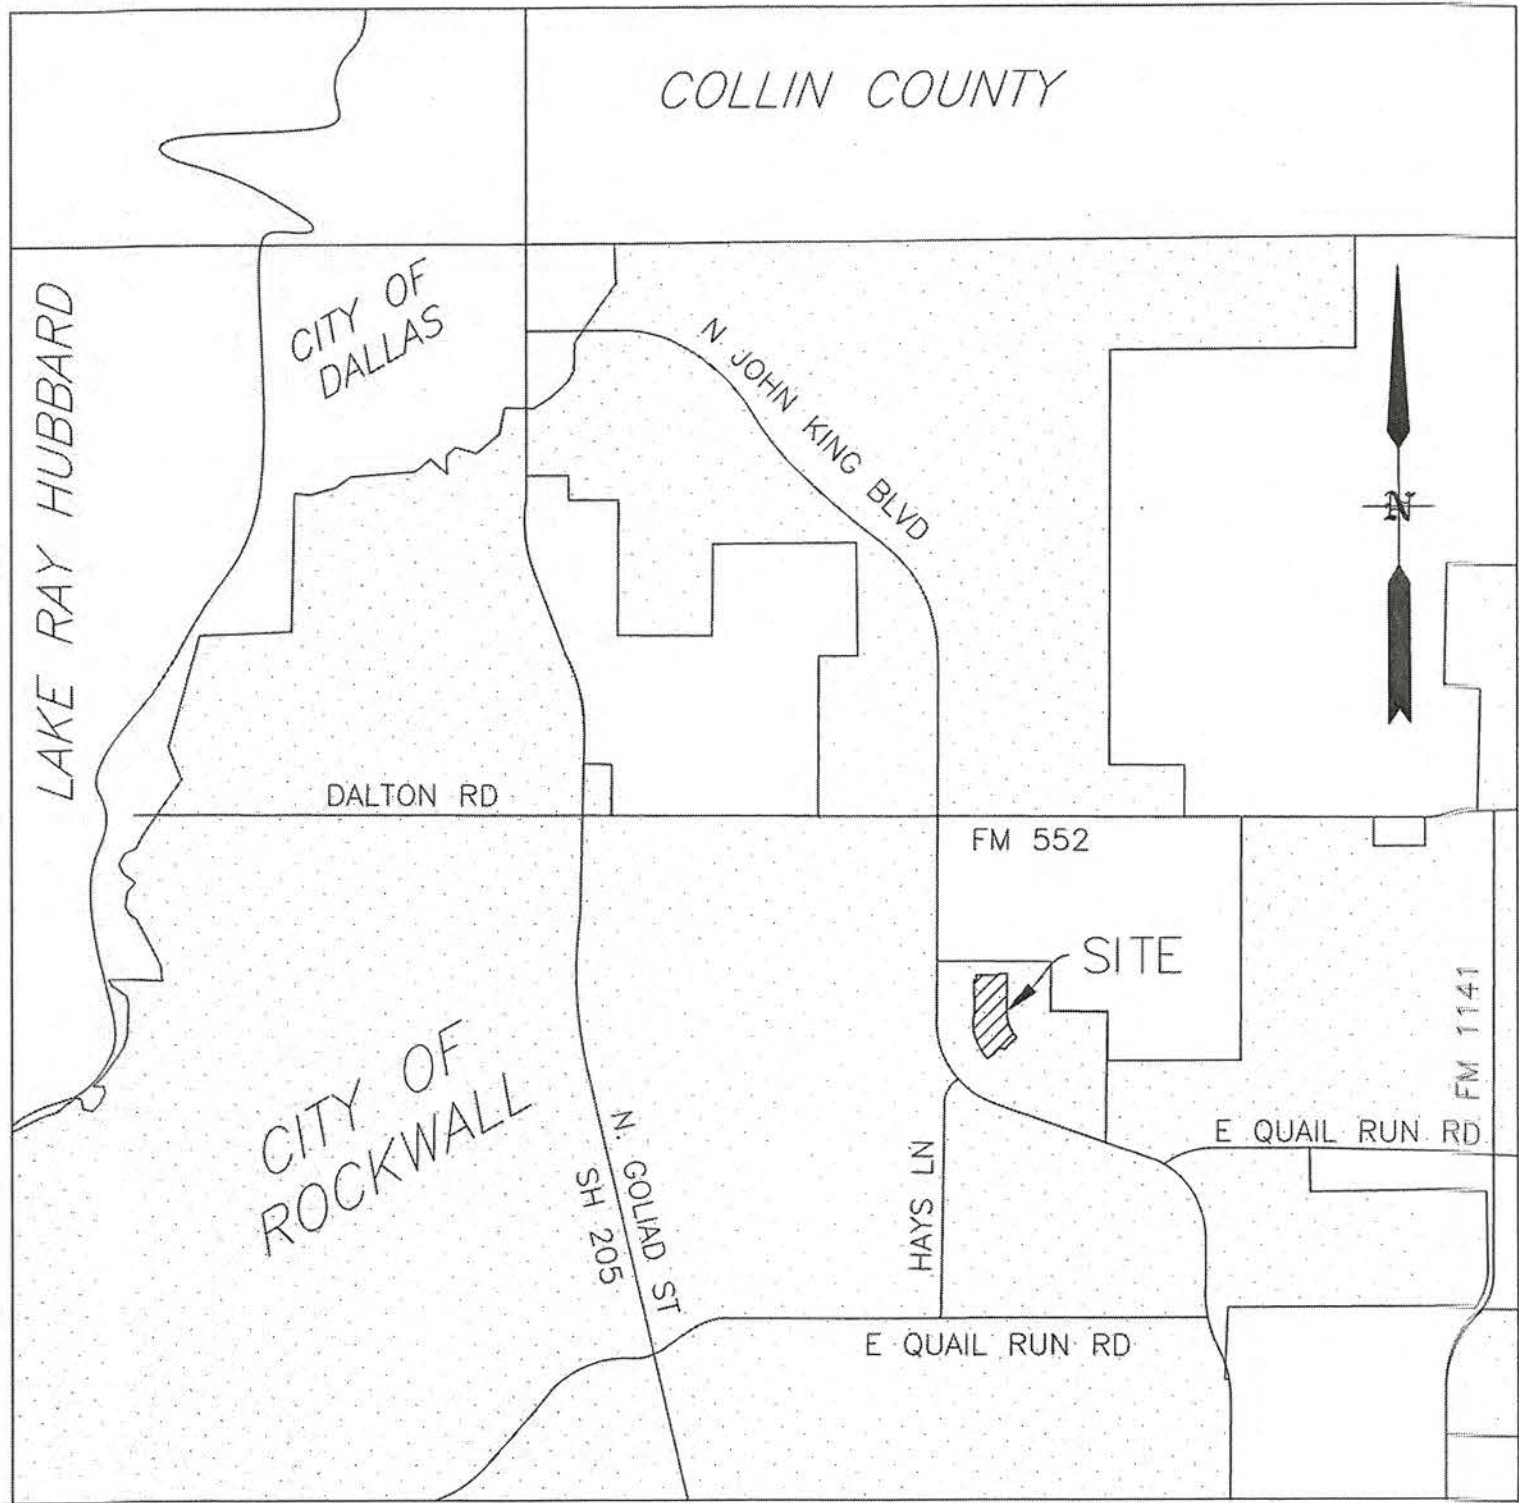 COLLIN COUNTY
LAKE RAY HUBBARD
CITY OF
DALLAS
N JOHN KING BLVD
N
DALTON RD
FM 552
SITE
FM 1141
CITY OF
ROCKWALL
N. GOLIAD ST
SH 205
HAYS LN
E QUAIL RUN RD
E QUAIL RUN RD